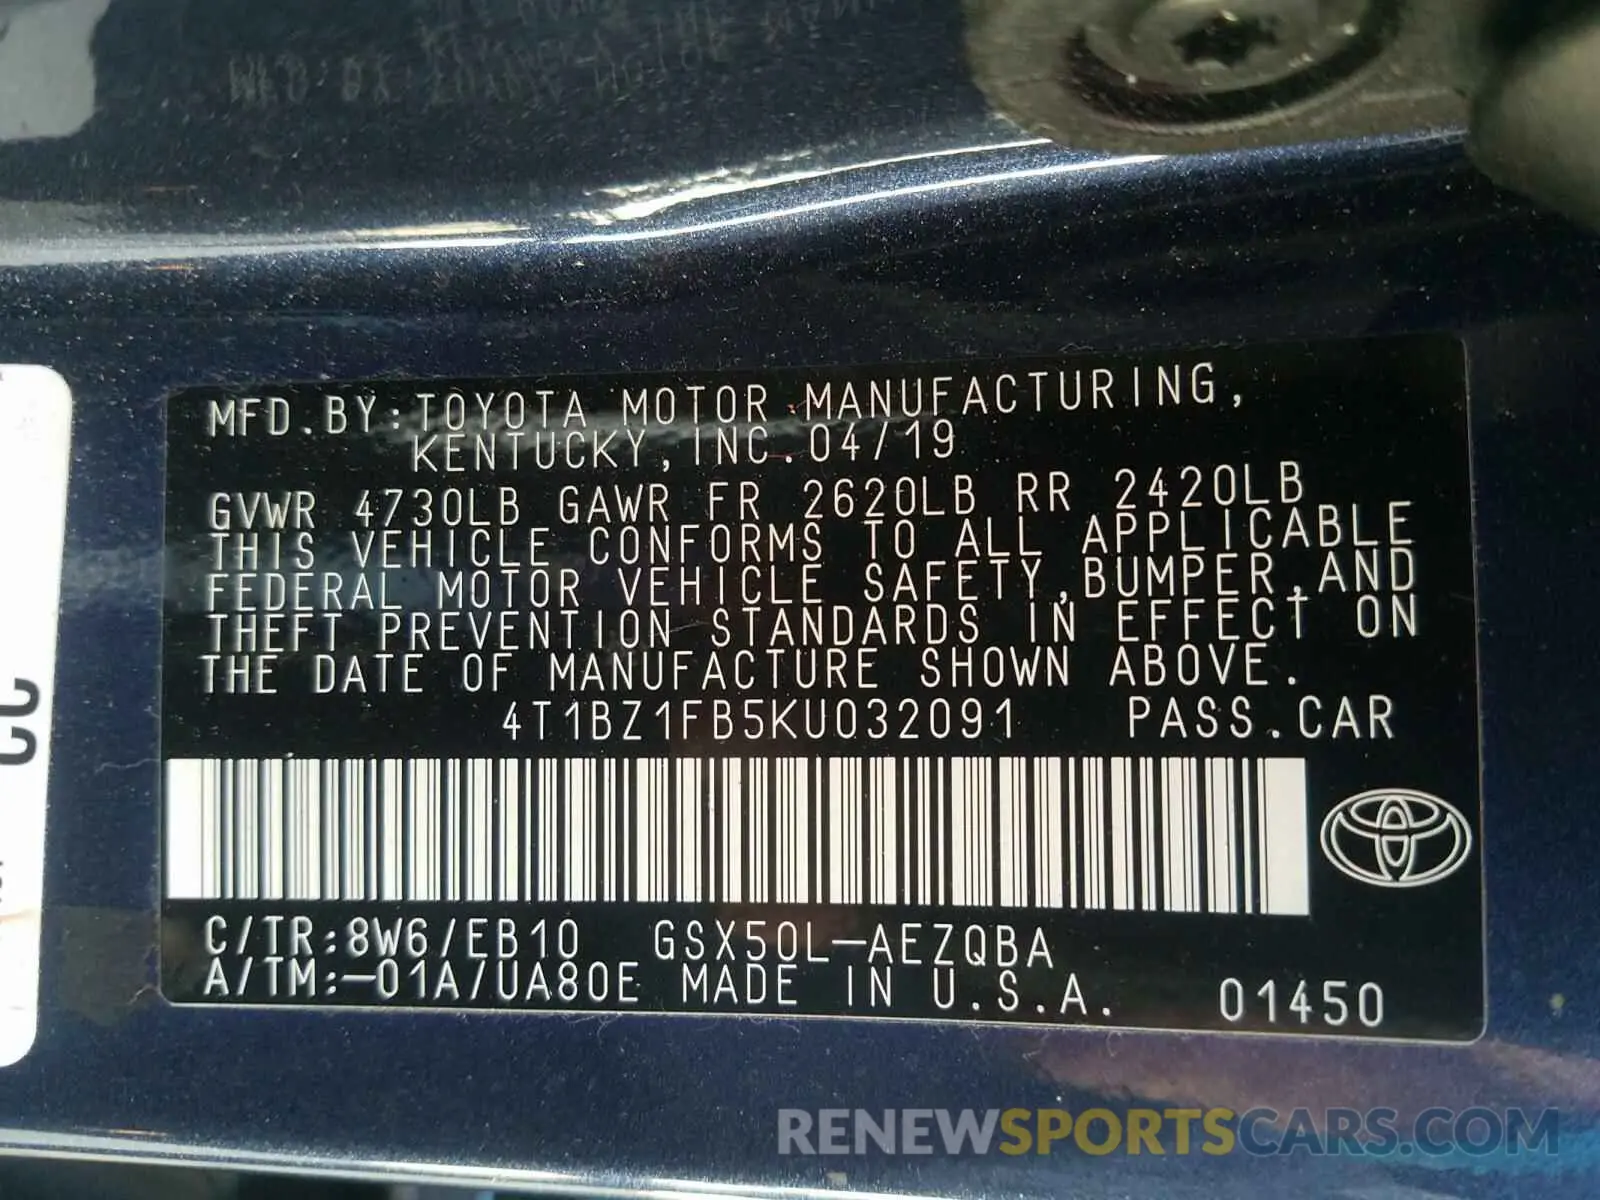 MFD.BY:TOYOTA MOTOR MANUFACTURING,
KENTUCKY,INC.04/19
GVWR 4730LB GAWR FR 2620LB RR 2420LB
THIS VEHICLE CONFORMS TO ALL APPLICABLE
FEDERAL MOTOR VEHICLE SAFETY,BUMPER,AND
THEFT PREVENTION STANDARDS IN EFFECT ON
THE DATE OF MANUFACTURE SHOWN ABOVE.
4T1BZ1FB5KU032091 PASS.CAR
C/TR:8W6/EB10 GSX50L-AEZQBA
A/TM:-01A/UA80E MADE IN U.S.A. 01450
RENEWSPORTSCARS.COM